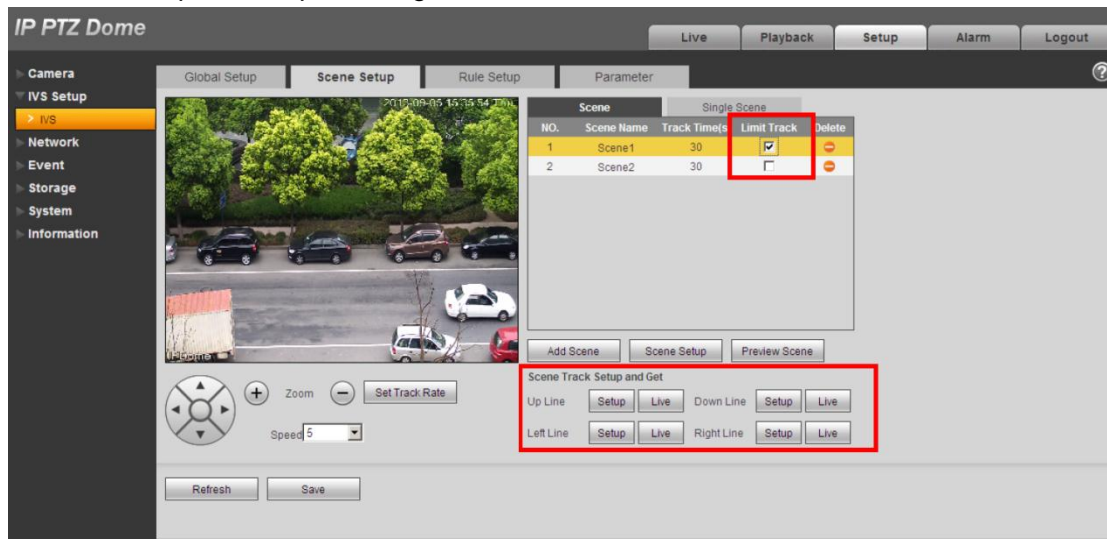 IP PTZ Dome
Live
Playback
Setup
Alarm
Logout
Camera
IVS Setup
> IVS
Network
Event
Storage
System
Information
Global Setup
Scene Setup
Rule Setup
Parameter
Scene
Single Scene
NO. Scene Name Track Time(s Limit Track Delete
1 Scene1 30
2 Scene2 30
Add Scene
Scene Setup
Preview Scene
Scene Track Setup and Get
Up Line Setup Live Down Line Setup Live
Left Line Setup Live Right Line Setup Live
Zoom
Set Track Rate
Speed 5
Refresh
Save